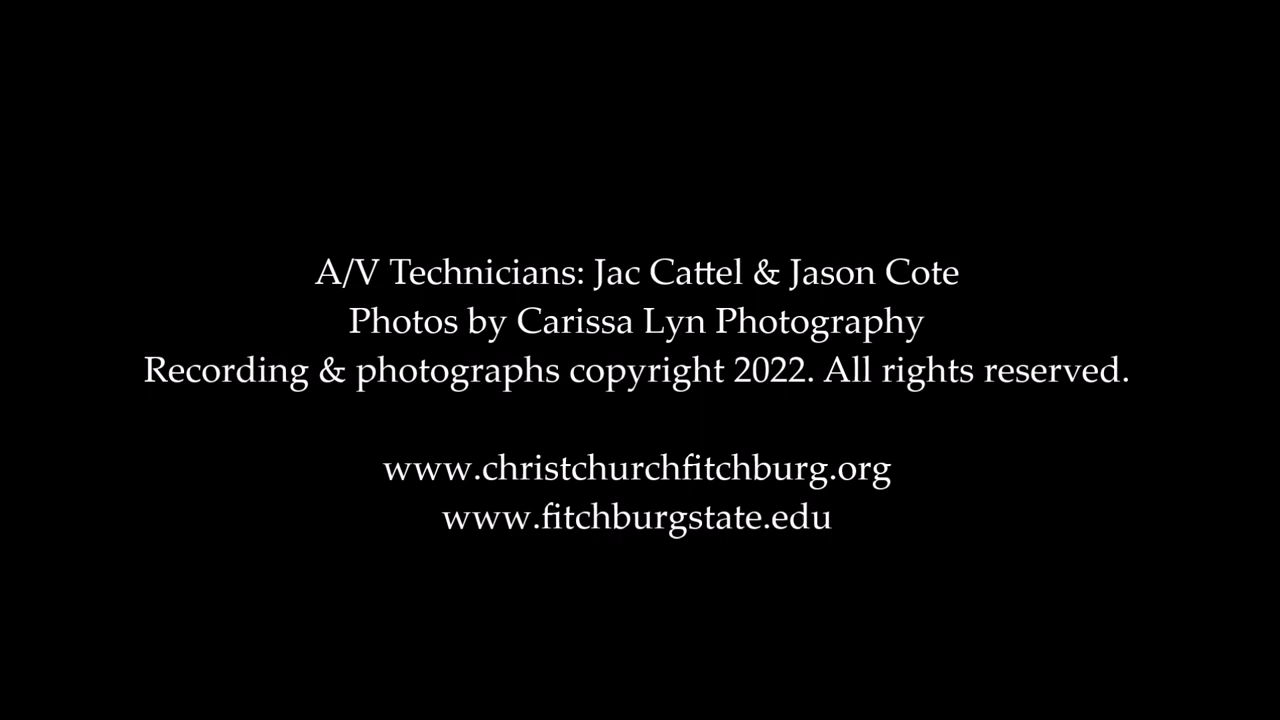 A/V Technicians: Jac Cattel & Jason Cote
Photos by Carissa Lyn Photography
Recording & photographs copyright 2022. All rights reserved.
www.christchurchfitchburg.org
www.fitchburgstate.edu